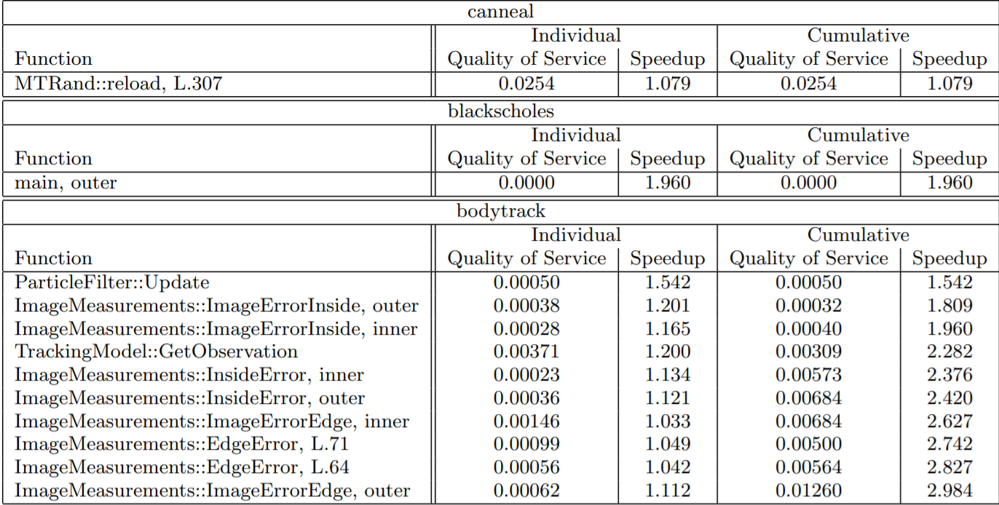 canneal
Individual Cumulative
Function Quality of Service Speedup Quality of Service Speedup
MTRand::reload, L.307 0.0254 1.079 0.0254 1.079
blackscholes
Individual Cumulative
Function Quality of Service Speedup Quality of Service Speedup
main, outer 0.0000 1.960 0.0000 1.960
bodytrack
Individual Cumulative
Function Quality of Service Speedup Quality of Service Speedup
ParticleFilter::Update 0.00050 1.542 0.00050 1.542
ImageMeasurements::ImageErrorInside, outer 0.00038 1.201 0.00032 1.809
ImageMeasurements::ImageErrorInside, inner 0.00028 1.165 0.00040 1.960
TrackingModel::GetObservation 0.00371 1.200 0.00309 2.282
ImageMeasurements::InsideError, inner 0.00023 1.134 0.00573 2.376
ImageMeasurements::InsideError, outer 0.00036 1.121 0.00684 2.420
ImageMeasurements::ImageErrorEdge, inner 0.00146 1.033 0.00684 2.627
ImageMeasurements::EdgeError, L.71 0.00099 1.049 0.00500 2.742
ImageMeasurements::EdgeError, L.64 0.00056 1.042 0.00564 2.827
ImageMeasurements::ImageErrorEdge, outer 0.00062 1.112 0.01260 2.984